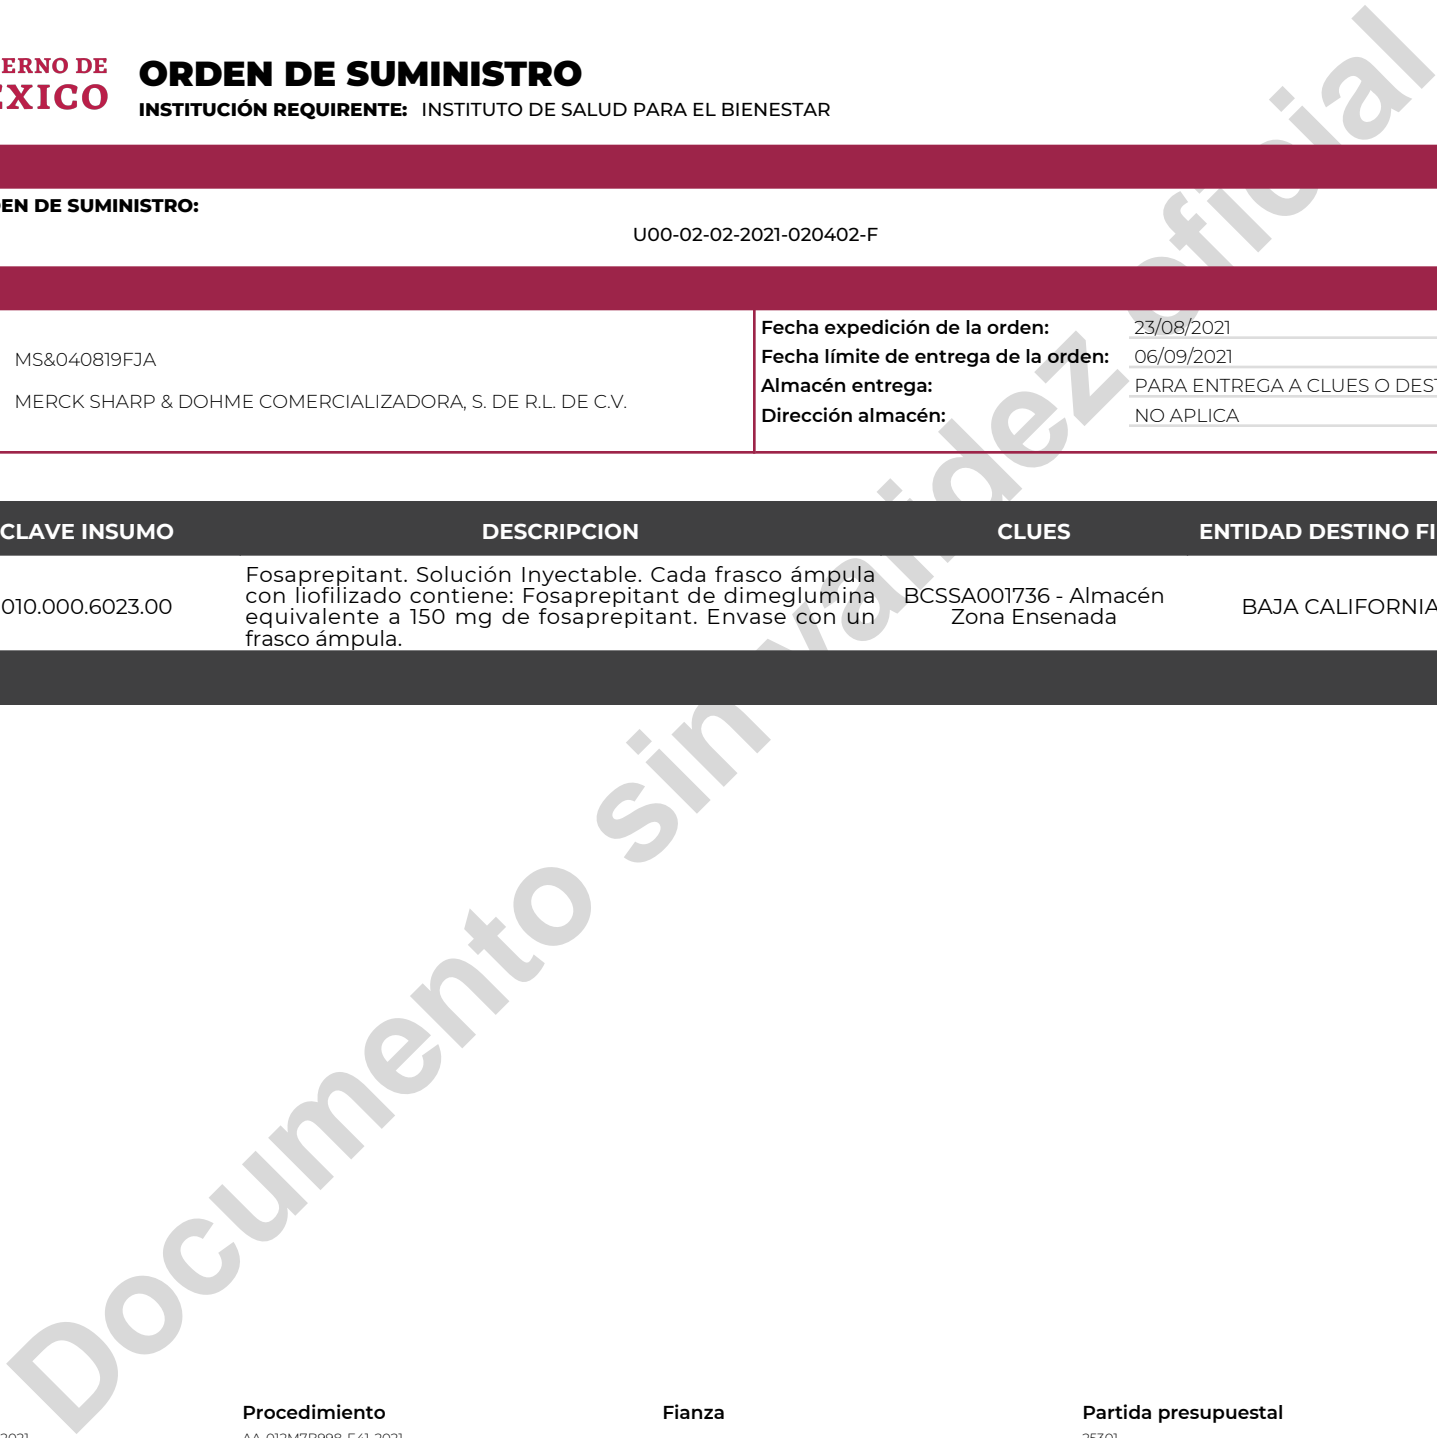 ERNO DE
EXICO
ORDEN DE SUMINISTRO
INSTITUCIÓN REQUIRENTE: INSTITUTO DE SALUD PARA EL BIENESTAR
EN DE SUMINISTRO:
U00-02-02-2021-020402-F
MS&040819FJA
MERCK SHARP & DOHME COMERCIALIZADORA, S. DE R.L. DE C.V.
Fecha expedición de la orden: 23/08/2021
Fecha límite de entrega de la orden: 06/09/2021
Almacén entrega: PARA ENTREGA A CLUES O DEST
Dirección almacén: NO APLICA
CLAVE INSUMO DESCRIPCION CLUES ENTIDAD DESTINO FI
010.000.6023.00
Fosaprepitant. Solución Inyectable. Cada frasco ámpula
con liofilizado contiene: Fosaprepitant de dimeglumina
equivalente a 150 mg de fosaprepitant. Envase con un
frasco ámpula.
BCSSA001736 - Almacén
Zona Ensenada
BAJA CALIFORNIA
Documento sin validez oficial
Procedimiento Fianza Partida presupuestal